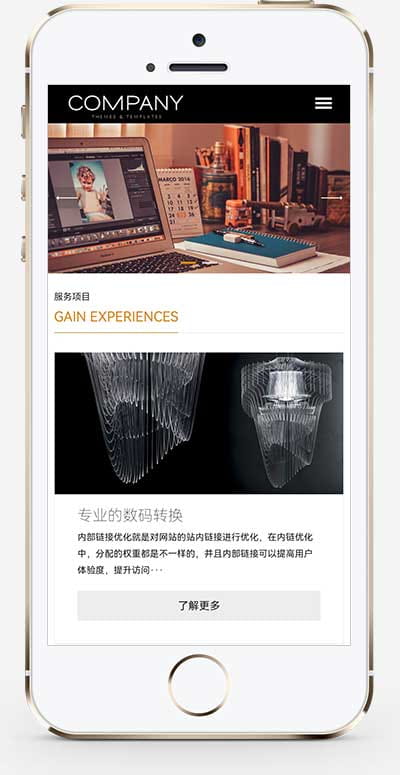 COMPANY
THEMES & TEMPLATES
MARÇO 2016
服务项目
GAIN EXPERIENCES
专业的数码转换
内部链接优化就是对网站的站内链接进行优化，在内链优化
中，分配的权重都是不一样的，并且内部链接可以提高用户
体验度，提升访问···
了解更多